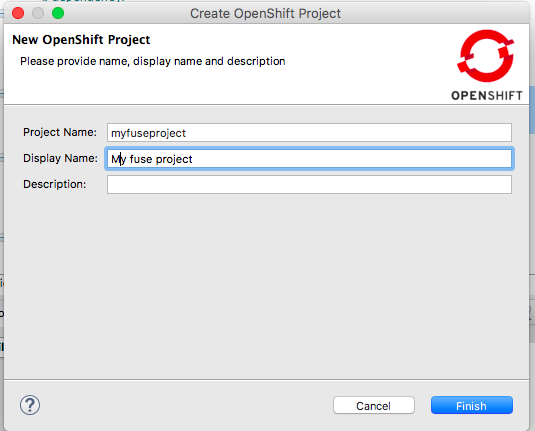 Create OpenShift Project
New OpenShift Project
Please provide name, display name and description
OPENSHIFT
Project Name: myfuseproject
Display Name: My fuse project
Description:
?
Cancel Finish